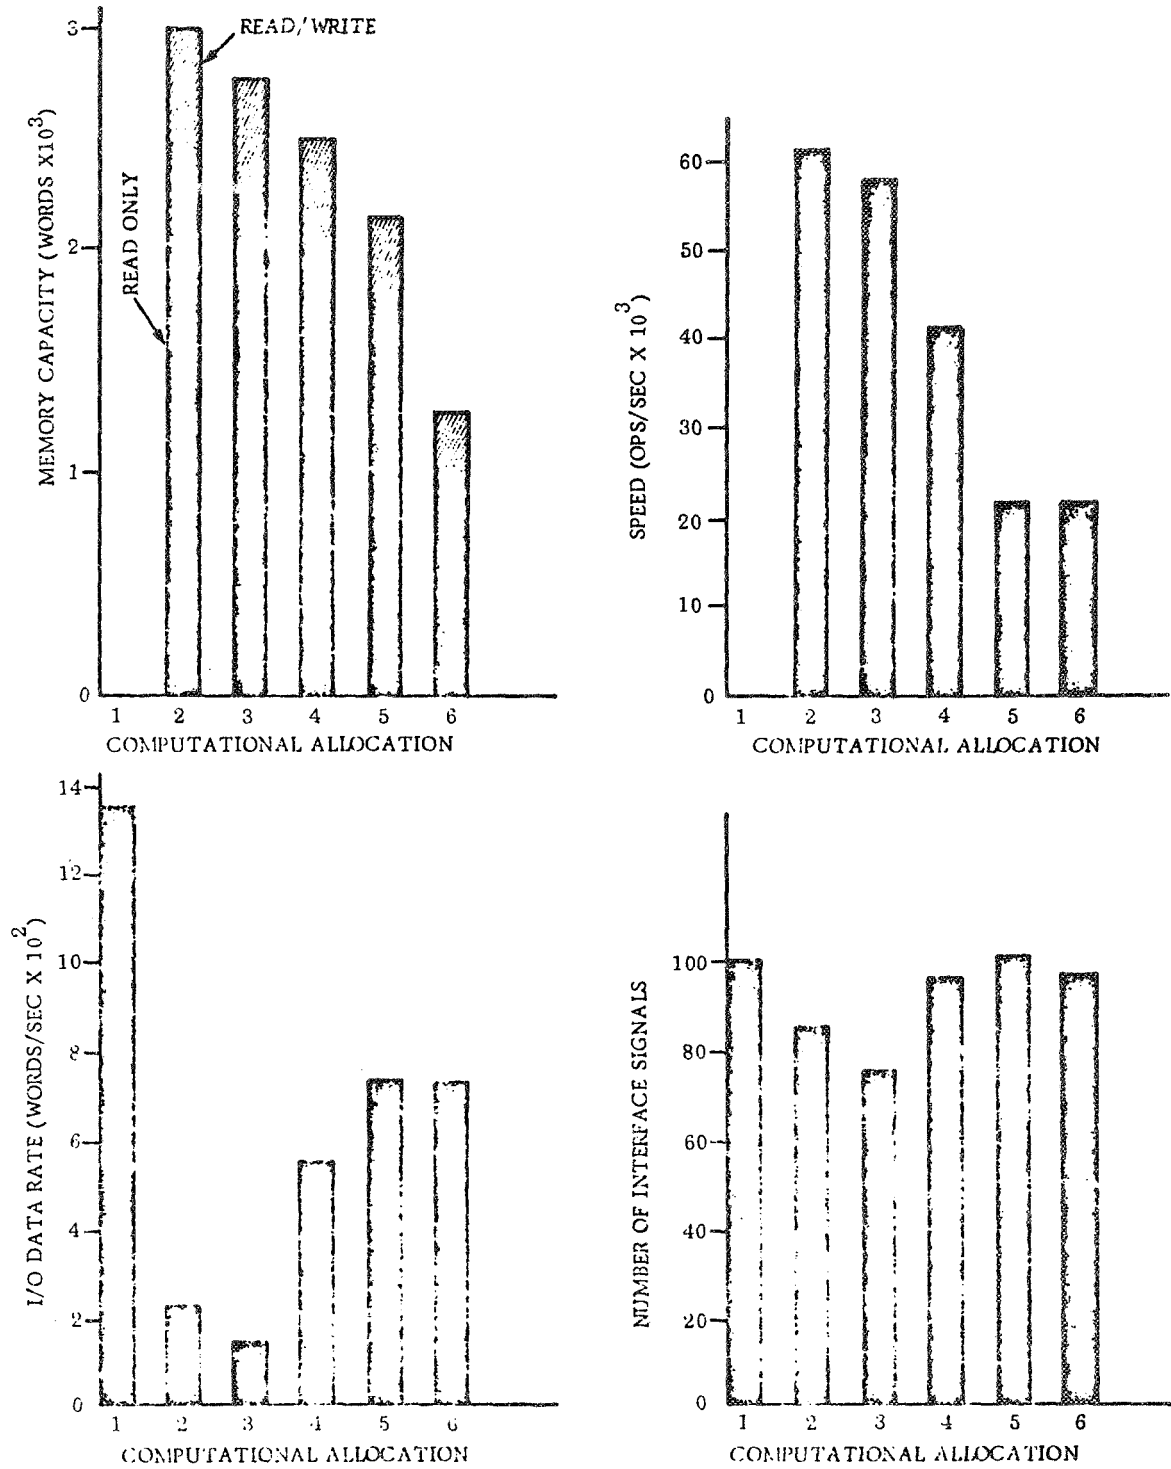 READ/WRITE
READ ONLY
MEMORY CAPACITY (WORDS X10³)
3
2
1
0
1 2 3 4 5 6
COMPUTATIONAL ALLOCATION
SPEED (OPS/SEC X 10³)
60
50
40
30
20
10
0
1 2 3 4 5 6
COMPUTATIONAL ALLOCATION
I/O DATA RATE (WORDS/SEC X 10²)
14
12
10
8
6
4
2
0
1 2 3 4 5 6
COMPUTATIONAL ALLOCATION
NUMBER OF INTERFACE SIGNALS
100
80
60
40
20
0
1 2 3 4 5 6
COMPUTATIONAL ALLOCATION